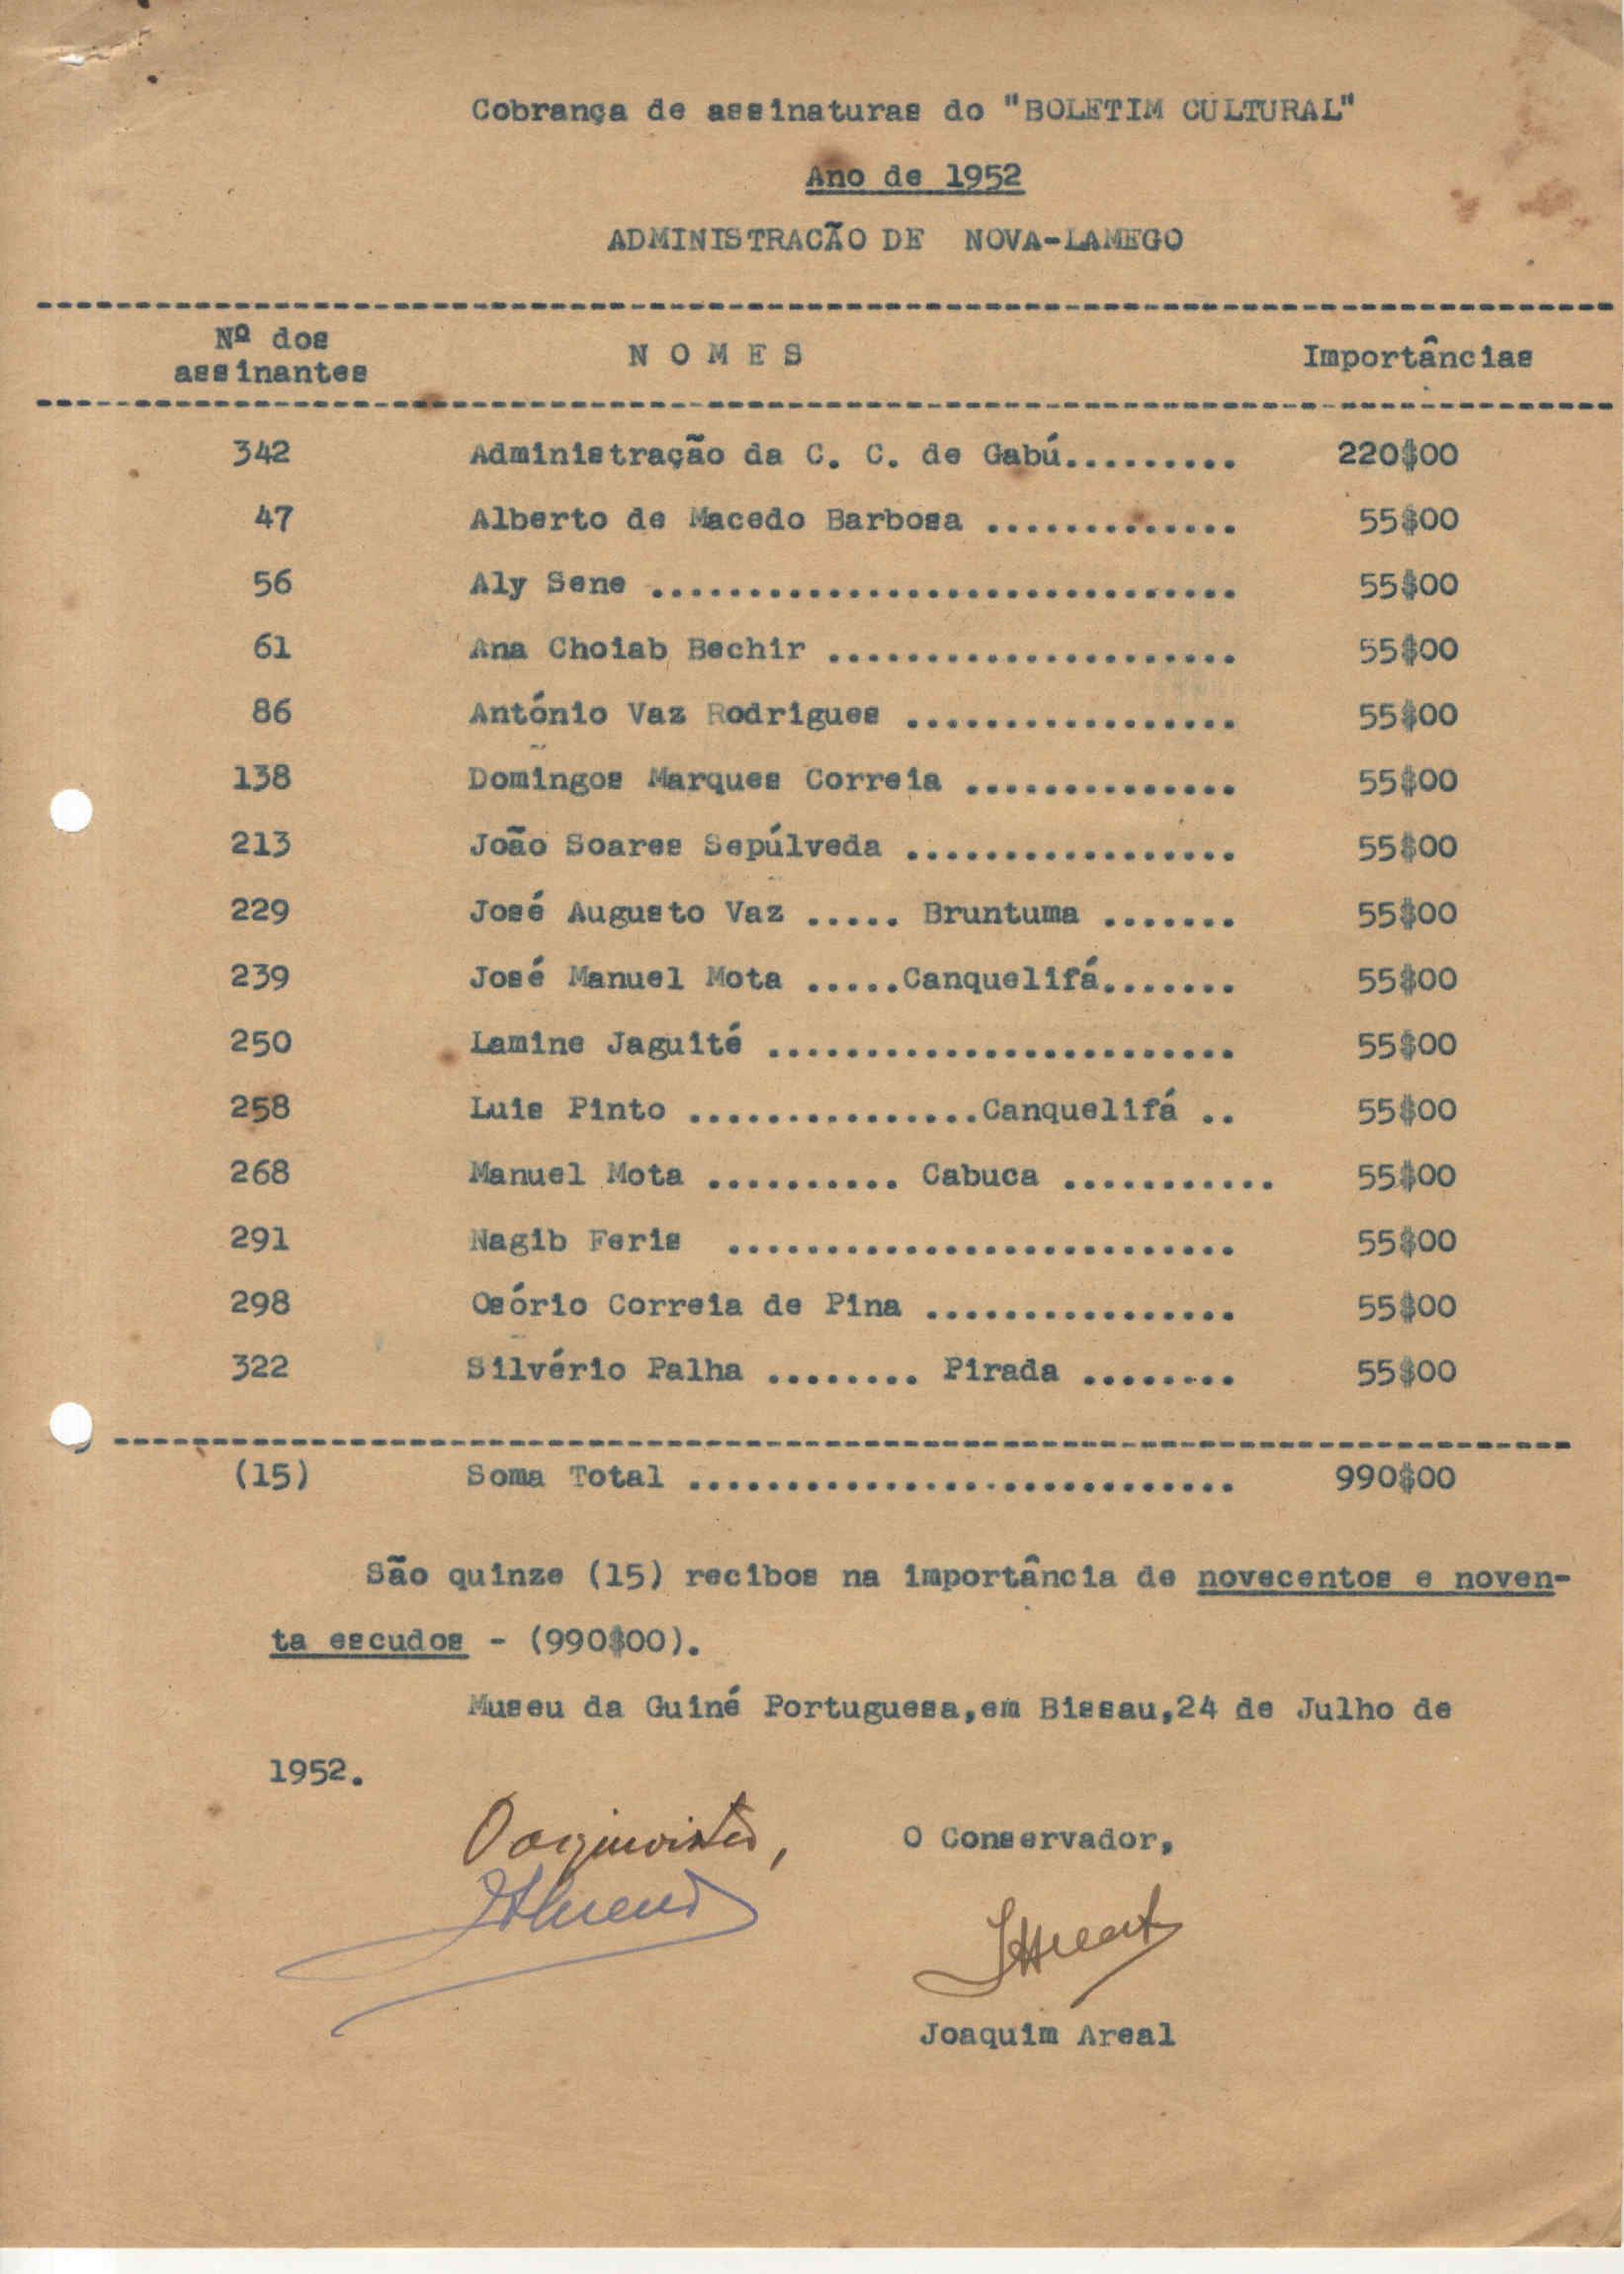 Cobrança de assinaturas do "BOLETIM CULTURAL"
Ano de 1952
ADMINISTRACÃO DE NOVA-LAMEGO
Nº dos assinantes N O M E S Importâncias
342 Administração da C. C. de Gabú......... 220$00
47 Alberto de Macedo Barbosa ............. 55$00
56 Aly Sene .............................. 55$00
61 Ana Choiab Bechir ..................... 55$00
86 António Vaz Rodrigues ................. 55$00
138 Domingos Marques Correia .............. 55$00
213 João Soares Sepúlveda ................. 55$00
229 José Augusto Vaz ..... Bruntuma ....... 55$00
239 José Manuel Mota .....Canquelifá....... 55$00
250 Lamine Jaguité ........................ 55$00
258 Luis Pinto ...............Canquelifá .. 55$00
268 Manuel Mota .......... Cabuca ........... 55$00
291 Nagib Feris .......................... 55$00
298 Osório Correia de Pina ................ 55$00
322 Silvério Palha ........ Pirada ........ 55$00
(15) Soma Total ............................ 990$00
São quinze (15) recibos na importância de novecentos e noven-
ta escudos - (990$00).
Museu da Guiné Portuguesa,em Bissau,24 de Julho de
1952.
O Conservador,
Joaquim Areal